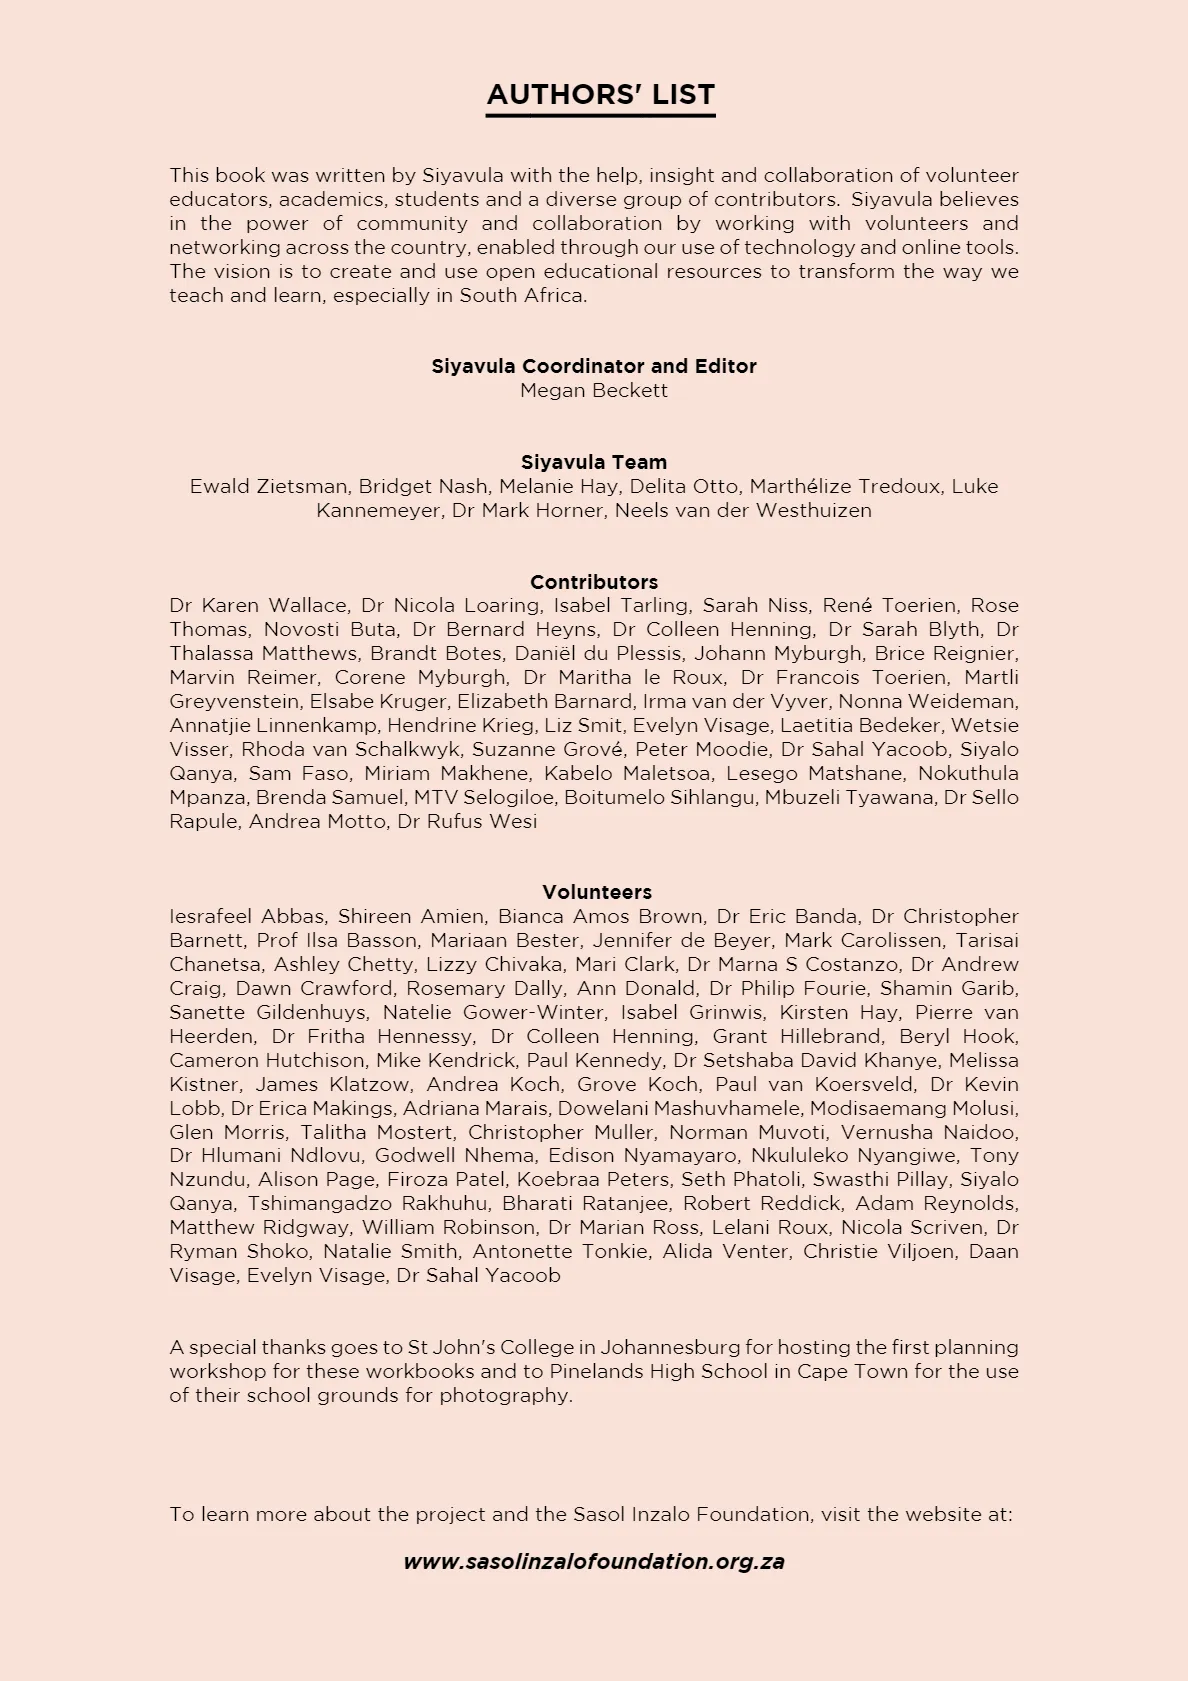 AUTHORS' LIST
This book was written by Siyavula with the help, insight and collaboration of volunteer
educators, academics, students and a diverse group of contributors. Siyavula believes
in the power of community and collaboration by working with volunteers and
networking across the country, enabled through our use of technology and online tools.
The vision is to create and use open educational resources to transform the way we
teach and learn, especially in South Africa.
Siyavula Coordinator and Editor
Megan Beckett
Siyavula Team
Ewald Zietsman, Bridget Nash, Melanie Hay, Delita Otto, Marthélize Tredoux, Luke
Kannemeyer, Dr Mark Horner, Neels van der Westhuizen
Contributors
Dr Karen Wallace, Dr Nicola Loaring, Isabel Tarling, Sarah Niss, René Toerien, Rose
Thomas, Novosti Buta, Dr Bernard Heyns, Dr Colleen Henning, Dr Sarah Blyth, Dr
Thalassa Matthews, Brandt Botes, Daniël du Plessis, Johann Myburgh, Brice Reignier,
Marvin Reimer, Corene Myburgh, Dr Maritha le Roux, Dr Francois Toerien, Martli
Greyvenstein, Elsabe Kruger, Elizabeth Barnard, Irma van der Vyver, Nonna Weideman,
Annatjie Linnenkamp, Hendrine Krieg, Liz Smit, Evelyn Visage, Laetitia Bedeker, Wetsie
Visser, Rhoda van Schalkwyk, Suzanne Grové, Peter Moodie, Dr Sahal Yacoob, Siyalo
Qanya, Sam Faso, Miriam Makhene, Kabelo Maletsoa, Lesego Matshane, Nokuthula
Mpanza, Brenda Samuel, MTV Selogiloe, Boitumelo Sihlangu, Mbuzeli Tyawana, Dr Sello
Rapule, Andrea Motto, Dr Rufus Wesi
Volunteers
Iesrafeel Abbas, Shireen Amien, Bianca Amos Brown, Dr Eric Banda, Dr Christopher
Barnett, Prof Ilsa Basson, Mariaan Bester, Jennifer de Beyer, Mark Carolissen, Tarisai
Chanetsa, Ashley Chetty, Lizzy Chivaka, Mari Clark, Dr Marna S Costanzo, Dr Andrew
Craig, Dawn Crawford, Rosemary Dally, Ann Donald, Dr Philip Fourie, Shamin Garib,
Sanette Gildenhuys, Natelie Gower-Winter, Isabel Grinwis, Kirsten Hay, Pierre van
Heerden, Dr Fritha Hennessy, Dr Colleen Henning, Grant Hillebrand, Beryl Hook,
Cameron Hutchison, Mike Kendrick, Paul Kennedy, Dr Setshaba David Khanye, Melissa
Kistner, James Klatzow, Andrea Koch, Grove Koch, Paul van Koersveld, Dr Kevin
Lobb, Dr Erica Makings, Adriana Marais, Dowelani Mashuvhamele, Modisaemang Molusi,
Glen Morris, Talitha Mostert, Christopher Muller, Norman Muvoti, Vernusha Naidoo,
Dr Hlumani Ndlovu, Godwell Nhema, Edison Nyamayaro, Nkululeko Nyangiwe, Tony
Nzundu, Alison Page, Firoza Patel, Koebraa Peters, Seth Phatoli, Swasthi Pillay, Siyalo
Qanya, Tshimangadzo Rakhuhu, Bharati Ratanjee, Robert Reddick, Adam Reynolds,
Matthew Ridgway, William Robinson, Dr Marian Ross, Lelani Roux, Nicola Scriven, Dr
Ryman Shoko, Natalie Smith, Antonette Tonkie, Alida Venter, Christie Viljoen, Daan
Visage, Evelyn Visage, Dr Sahal Yacoob
A special thanks goes to St John's College in Johannesburg for hosting the first planning
workshop for these workbooks and to Pinelands High School in Cape Town for the use
of their school grounds for photography.
To learn more about the project and the Sasol Inzalo Foundation, visit the website at:
www.sasolinzalofoundation.org.za